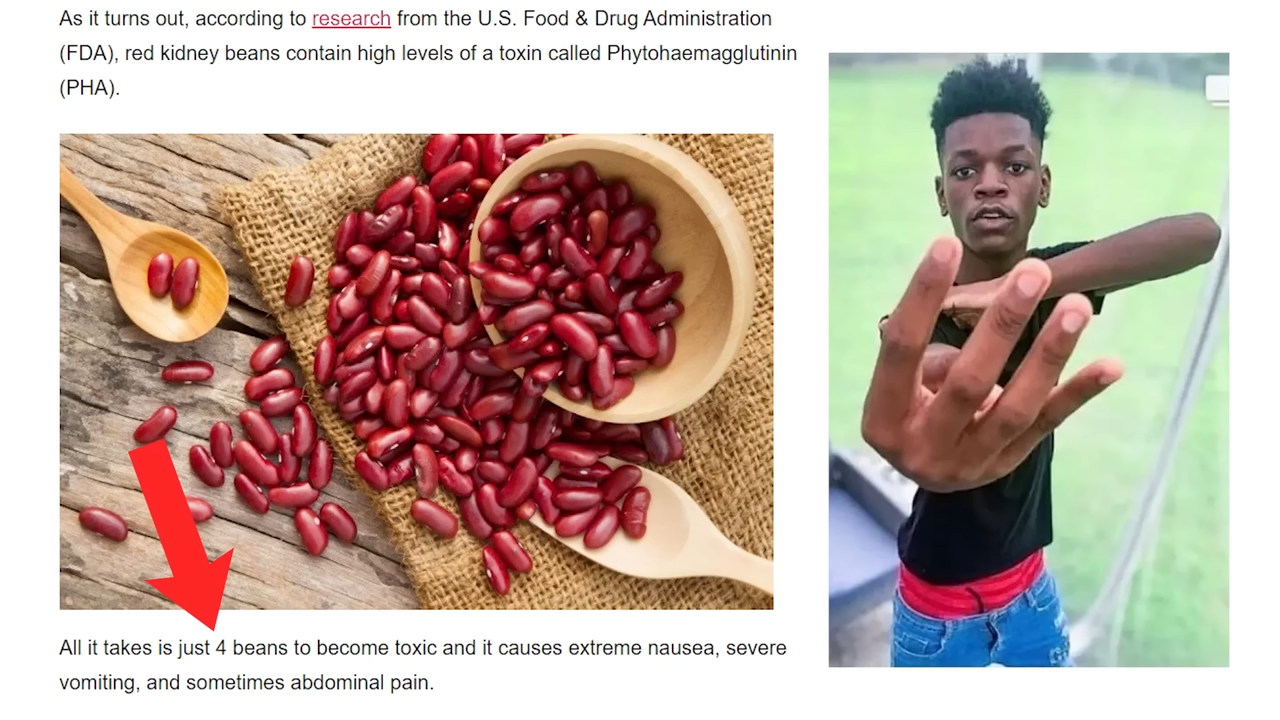 As it turns out, according to research from the U.S. Food & Drug Administration
(FDA), red kidney beans contain high levels of a toxin called Phytohaemagglutinin
(PHA).
All it takes is just 4 beans to become toxic and it causes extreme nausea, severe
vomiting, and sometimes abdominal pain.